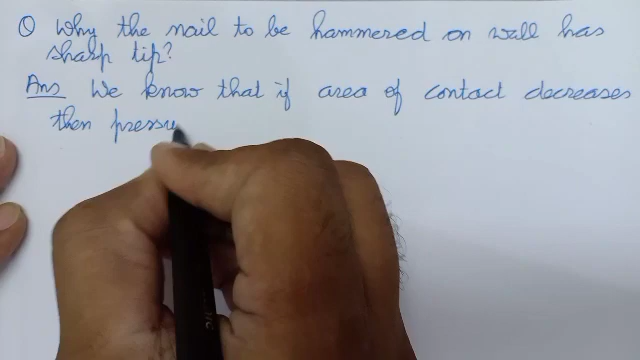 Q Why the nail to be hammered on wall has
sharp tip?
Ans We know that if area of contact decreases
then pressu